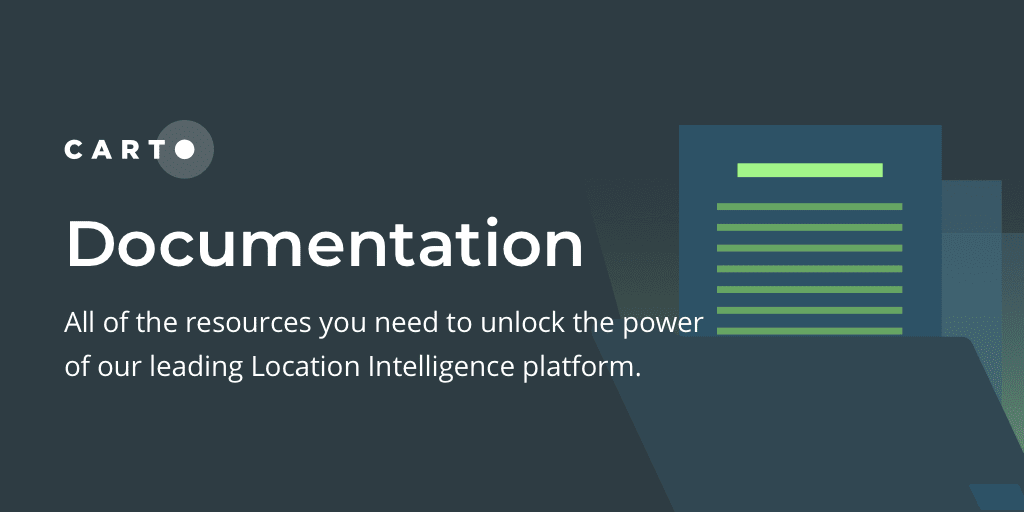 CARTO
Documentation
All of the resources you need to unlock the power
of our leading Location Intelligence platform.